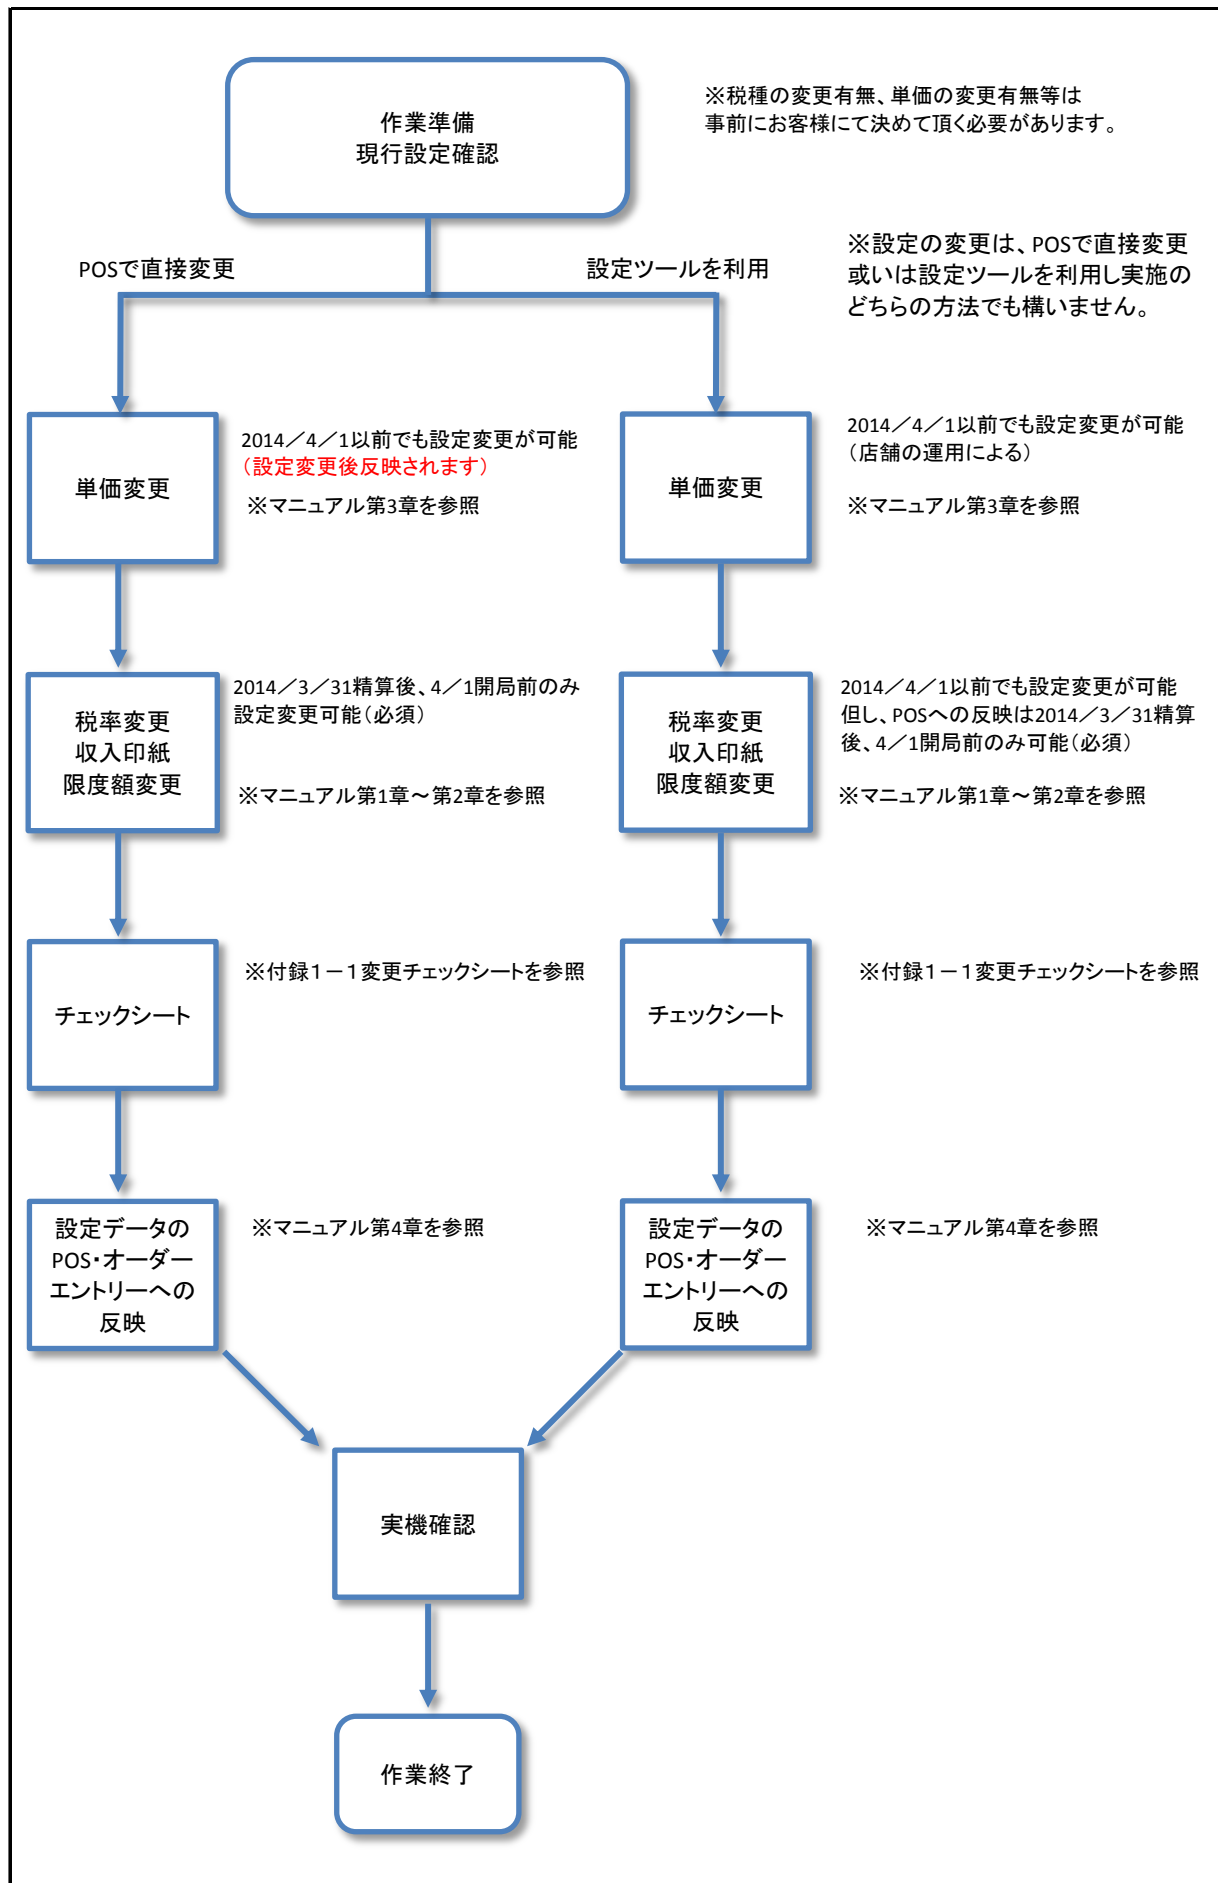 作業準備
現行設定確認
※税種の変更有無、単価の変更有無等は
事前にお客様にて決めて頂く必要があります。
POSで直接変更
設定ツールを利用
※設定の変更は、POSで直接変更
或いは設定ツールを利用し実施の
どちらの方法でも構いません。
単価変更
2014／4／1以前でも設定変更が可能
（設定変更後反映されます）
※マニュアル第3章を参照
単価変更
2014／4／1以前でも設定変更が可能
（店舗の運用による）
※マニュアル第3章を参照
税率変更
収入印紙
限度額変更
2014／3／31精算後、4／1開局前のみ
設定変更可能（必須）
※マニュアル第1章～第2章を参照
税率変更
収入印紙
限度額変更
2014／4／1以前でも設定変更が可能
但し、POSへの反映は2014／3／31精算
後、4／1開局前のみ可能（必須）
※マニュアル第1章～第2章を参照
チェックシート
※付録１－１変更チェックシートを参照
チェックシート
※付録１－１変更チェックシートを参照
設定データの
POS・オーダー
エントリーへの
反映
※マニュアル第4章を参照
設定データの
POS・オーダー
エントリーへの
反映
※マニュアル第4章を参照
実機確認
作業終了